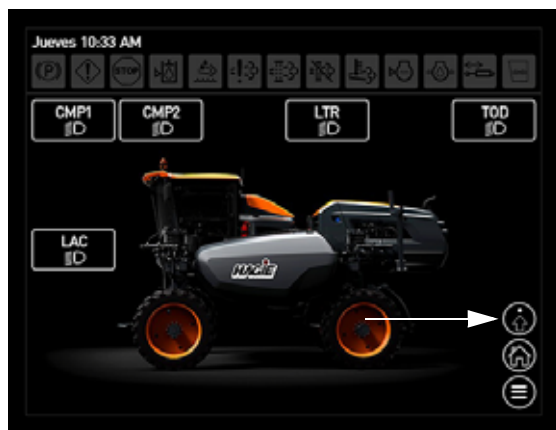 Jueves 10:33 AM
(P) STOP
CMP1 CMP2 LTR TOD
LAC
HAGIE